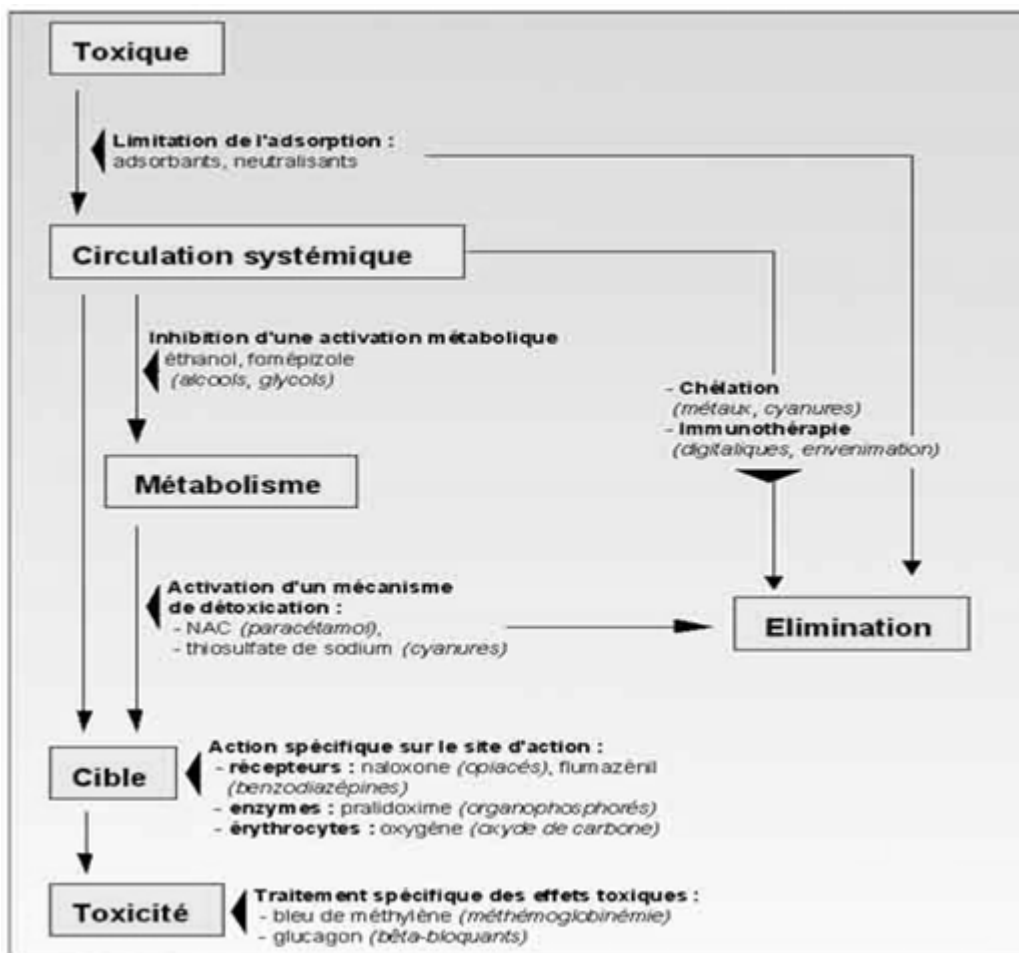 Toxique
Limitation de l'adsorption :
adsorbants, neutralisants
Circulation systémique
Inhibition d'une activation métabolique
éthanol, fomépizole
(alcools, glycols)
- Chélation
(métaux, cyanures)
- Immunothérapie
(digitaliques, envenimation)
Métabolisme
Activation d'un mécanisme
de détoxication :
- NAC (paracétamol),
- thiosulfate de sodium (cyanures)
Elimination
Cible
Action spécifique sur le site d'action :
- récepteurs : naloxone (opiacés), flumazénil
(benzodiazépines)
- enzymes : pralidoxime (organophosphorés)
- érythrocytes : oxygène (oxyde de carbone)
Toxicité
Traitement spécifique des effets toxiques :
- bleu de méthylène (méthémoglobinémie)
- glucagon (bêta-bloquants)